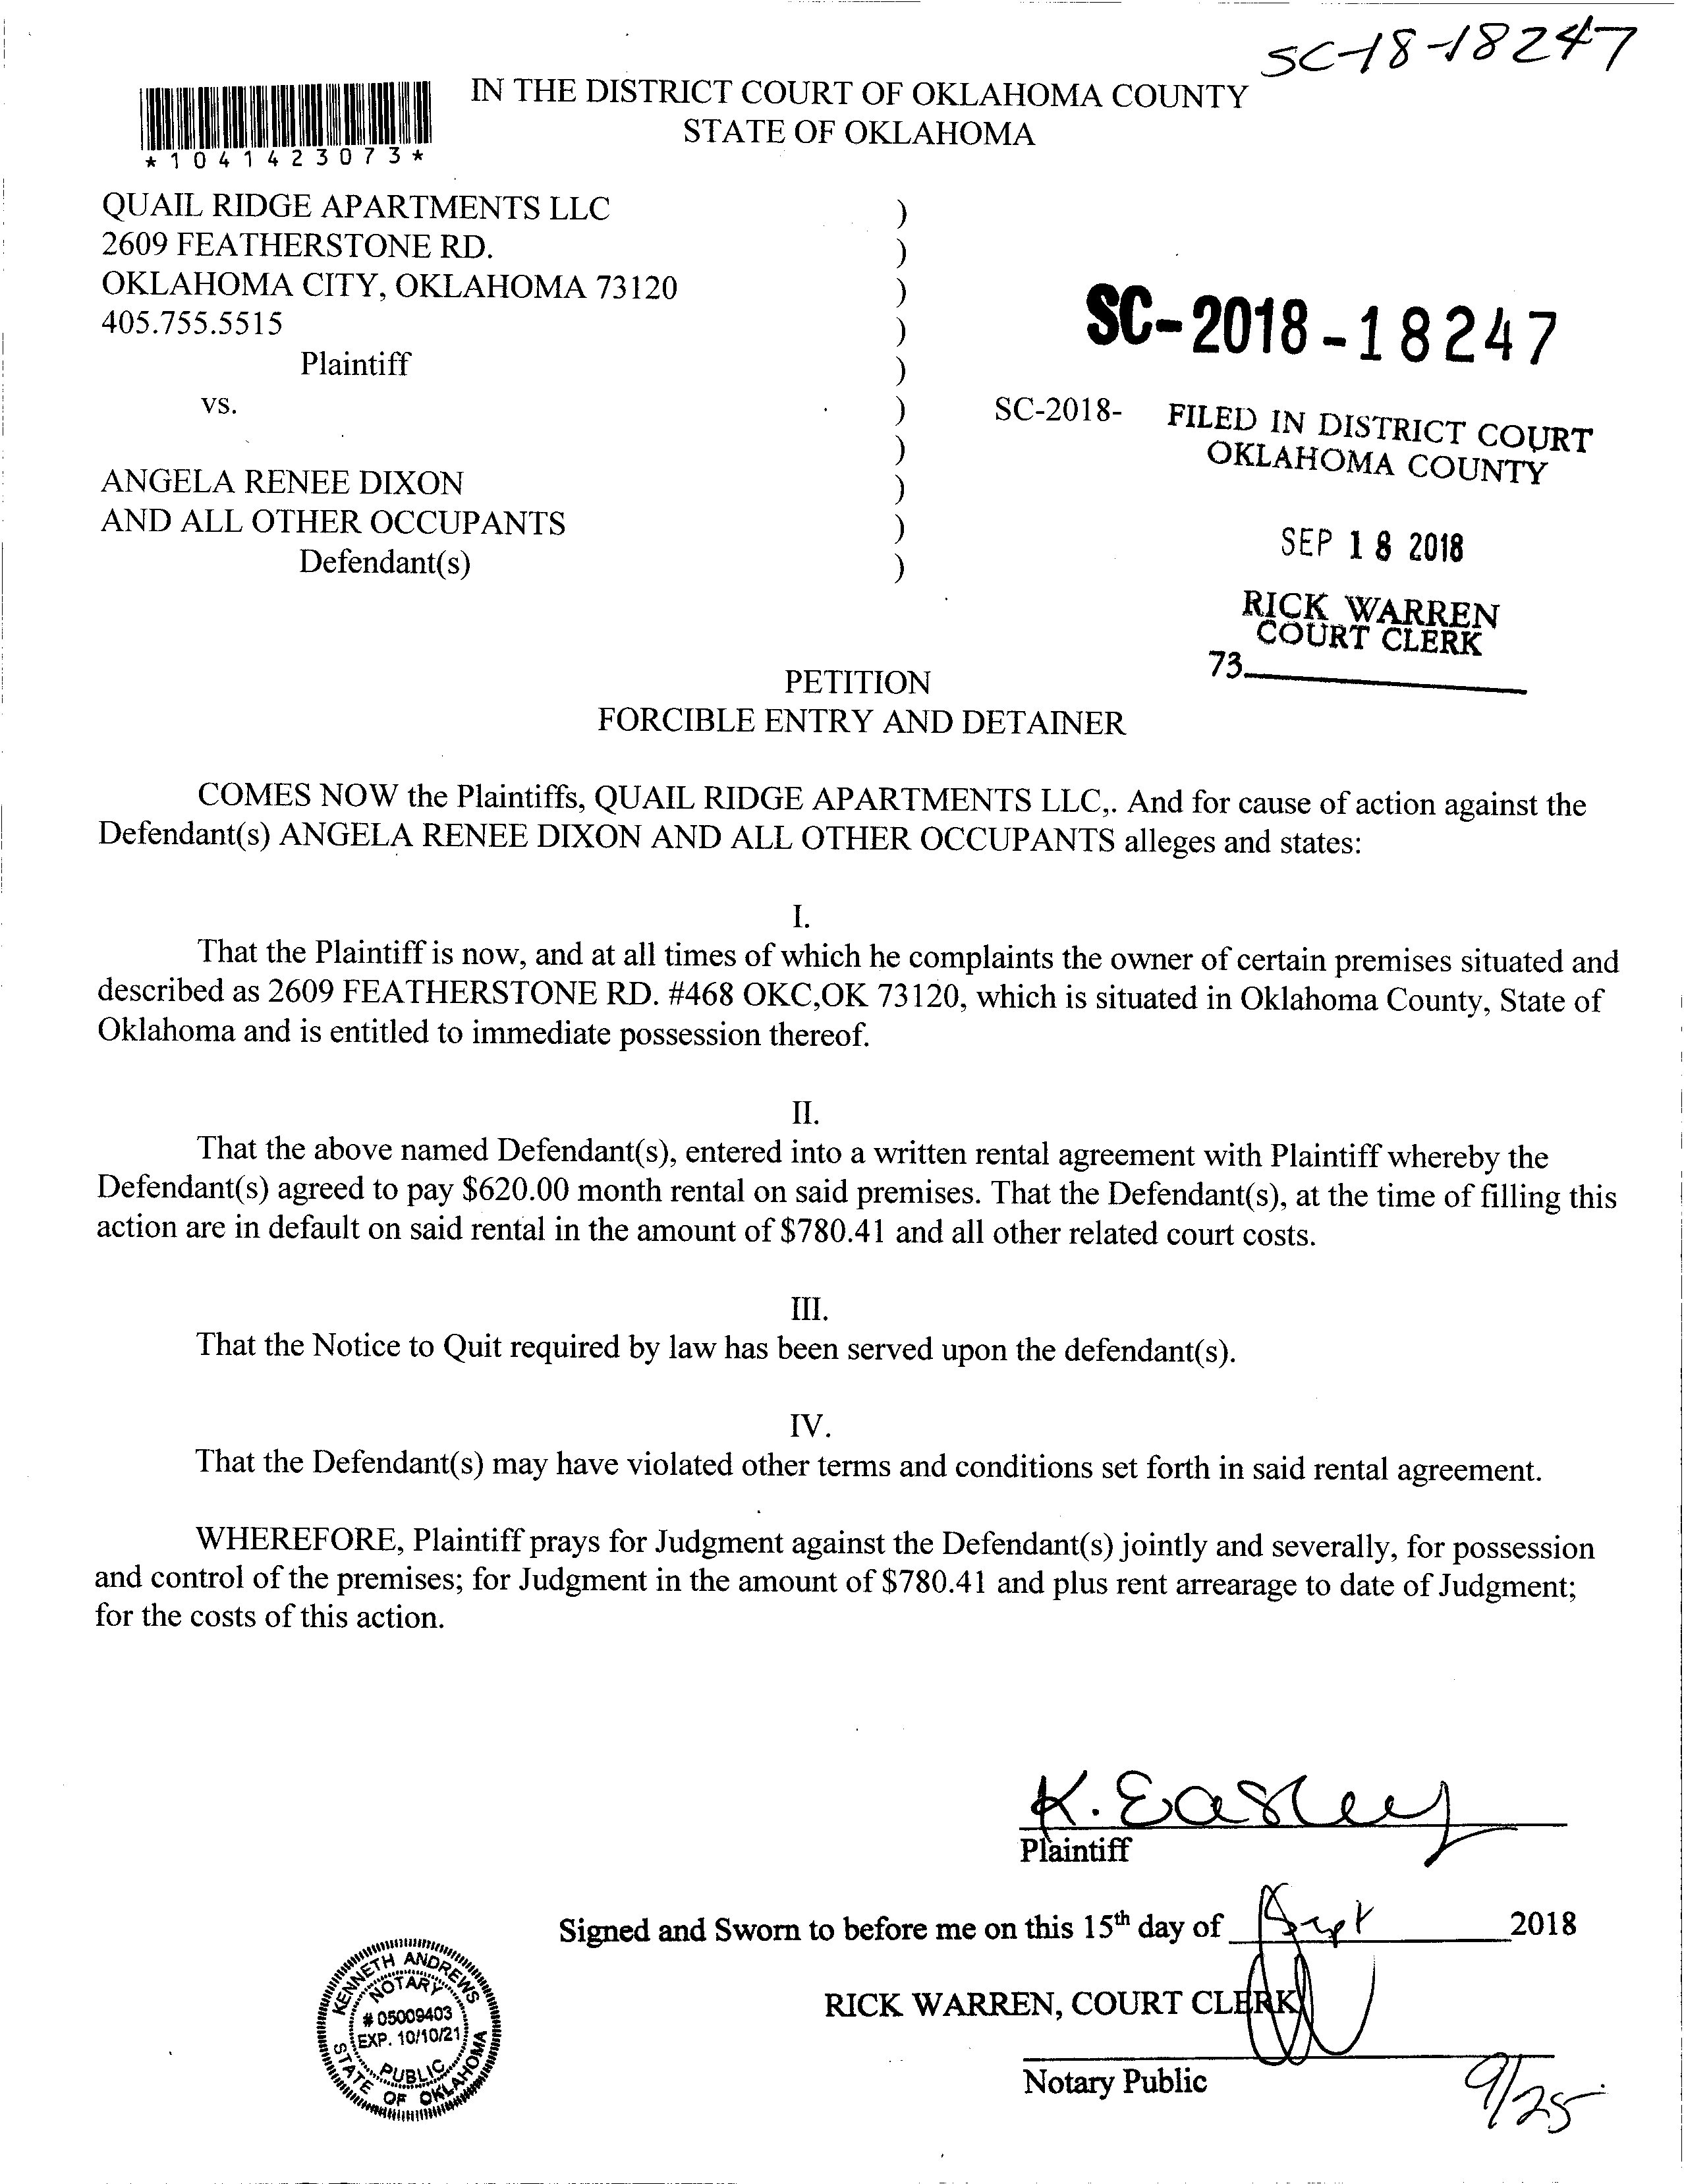 SC-18-18247
IN THE DISTRICT COURT OF OKLAHOMA COUNTY
STATE OF OKLAHOMA
*1041423073*
QUAIL RIDGE APARTMENTS LLC )
2609 FEATHERSTONE RD. )
OKLAHOMA CITY, OKLAHOMA 73120 )
405.755.5515 )
Plaintiff )
vs. )
)
ANGELA RENEE DIXON )
AND ALL OTHER OCCUPANTS )
Defendant(s) )
SC-2018-18247
SC-2018-
FILED IN DISTRICT COURT
OKLAHOMA COUNTY
SEP 18 2018
RICK WARREN
COURT CLERK
73
PETITION
FORCIBLE ENTRY AND DETAINER
COMES NOW the Plaintiffs, QUAIL RIDGE APARTMENTS LLC,. And for cause of action against the
Defendant(s) ANGELA RENEE DIXON AND ALL OTHER OCCUPANTS alleges and states:
I.
That the Plaintiff is now, and at all times of which he complaints the owner of certain premises situated and
described as 2609 FEATHERSTONE RD. #468 OKC,OK 73120, which is situated in Oklahoma County, State of
Oklahoma and is entitled to immediate possession thereof.
II.
That the above named Defendant(s), entered into a written rental agreement with Plaintiff whereby the
Defendant(s) agreed to pay $620.00 month rental on said premises. That the Defendant(s), at the time of filling this
action are in default on said rental in the amount of $780.41 and all other related court costs.
III.
That the Notice to Quit required by law has been served upon the defendant(s).
IV.
That the Defendant(s) may have violated other terms and conditions set forth in said rental agreement.
WHEREFORE, Plaintiff prays for Judgment against the Defendant(s) jointly and severally, for possession
and control of the premises; for Judgment in the amount of $780.41 and plus rent arrearage to date of Judgment;
for the costs of this action.
K. Easley
Plaintiff
Signed and Sworn to before me on this 15th day of Sept 2018
RICK WARREN, COURT CLERK
Notary Public
9/25
KENNETH ANDREWS
NOTARY
# 05009403
EXP. 10/10/21
PUBLIC
STATE OF OKLAHOMA